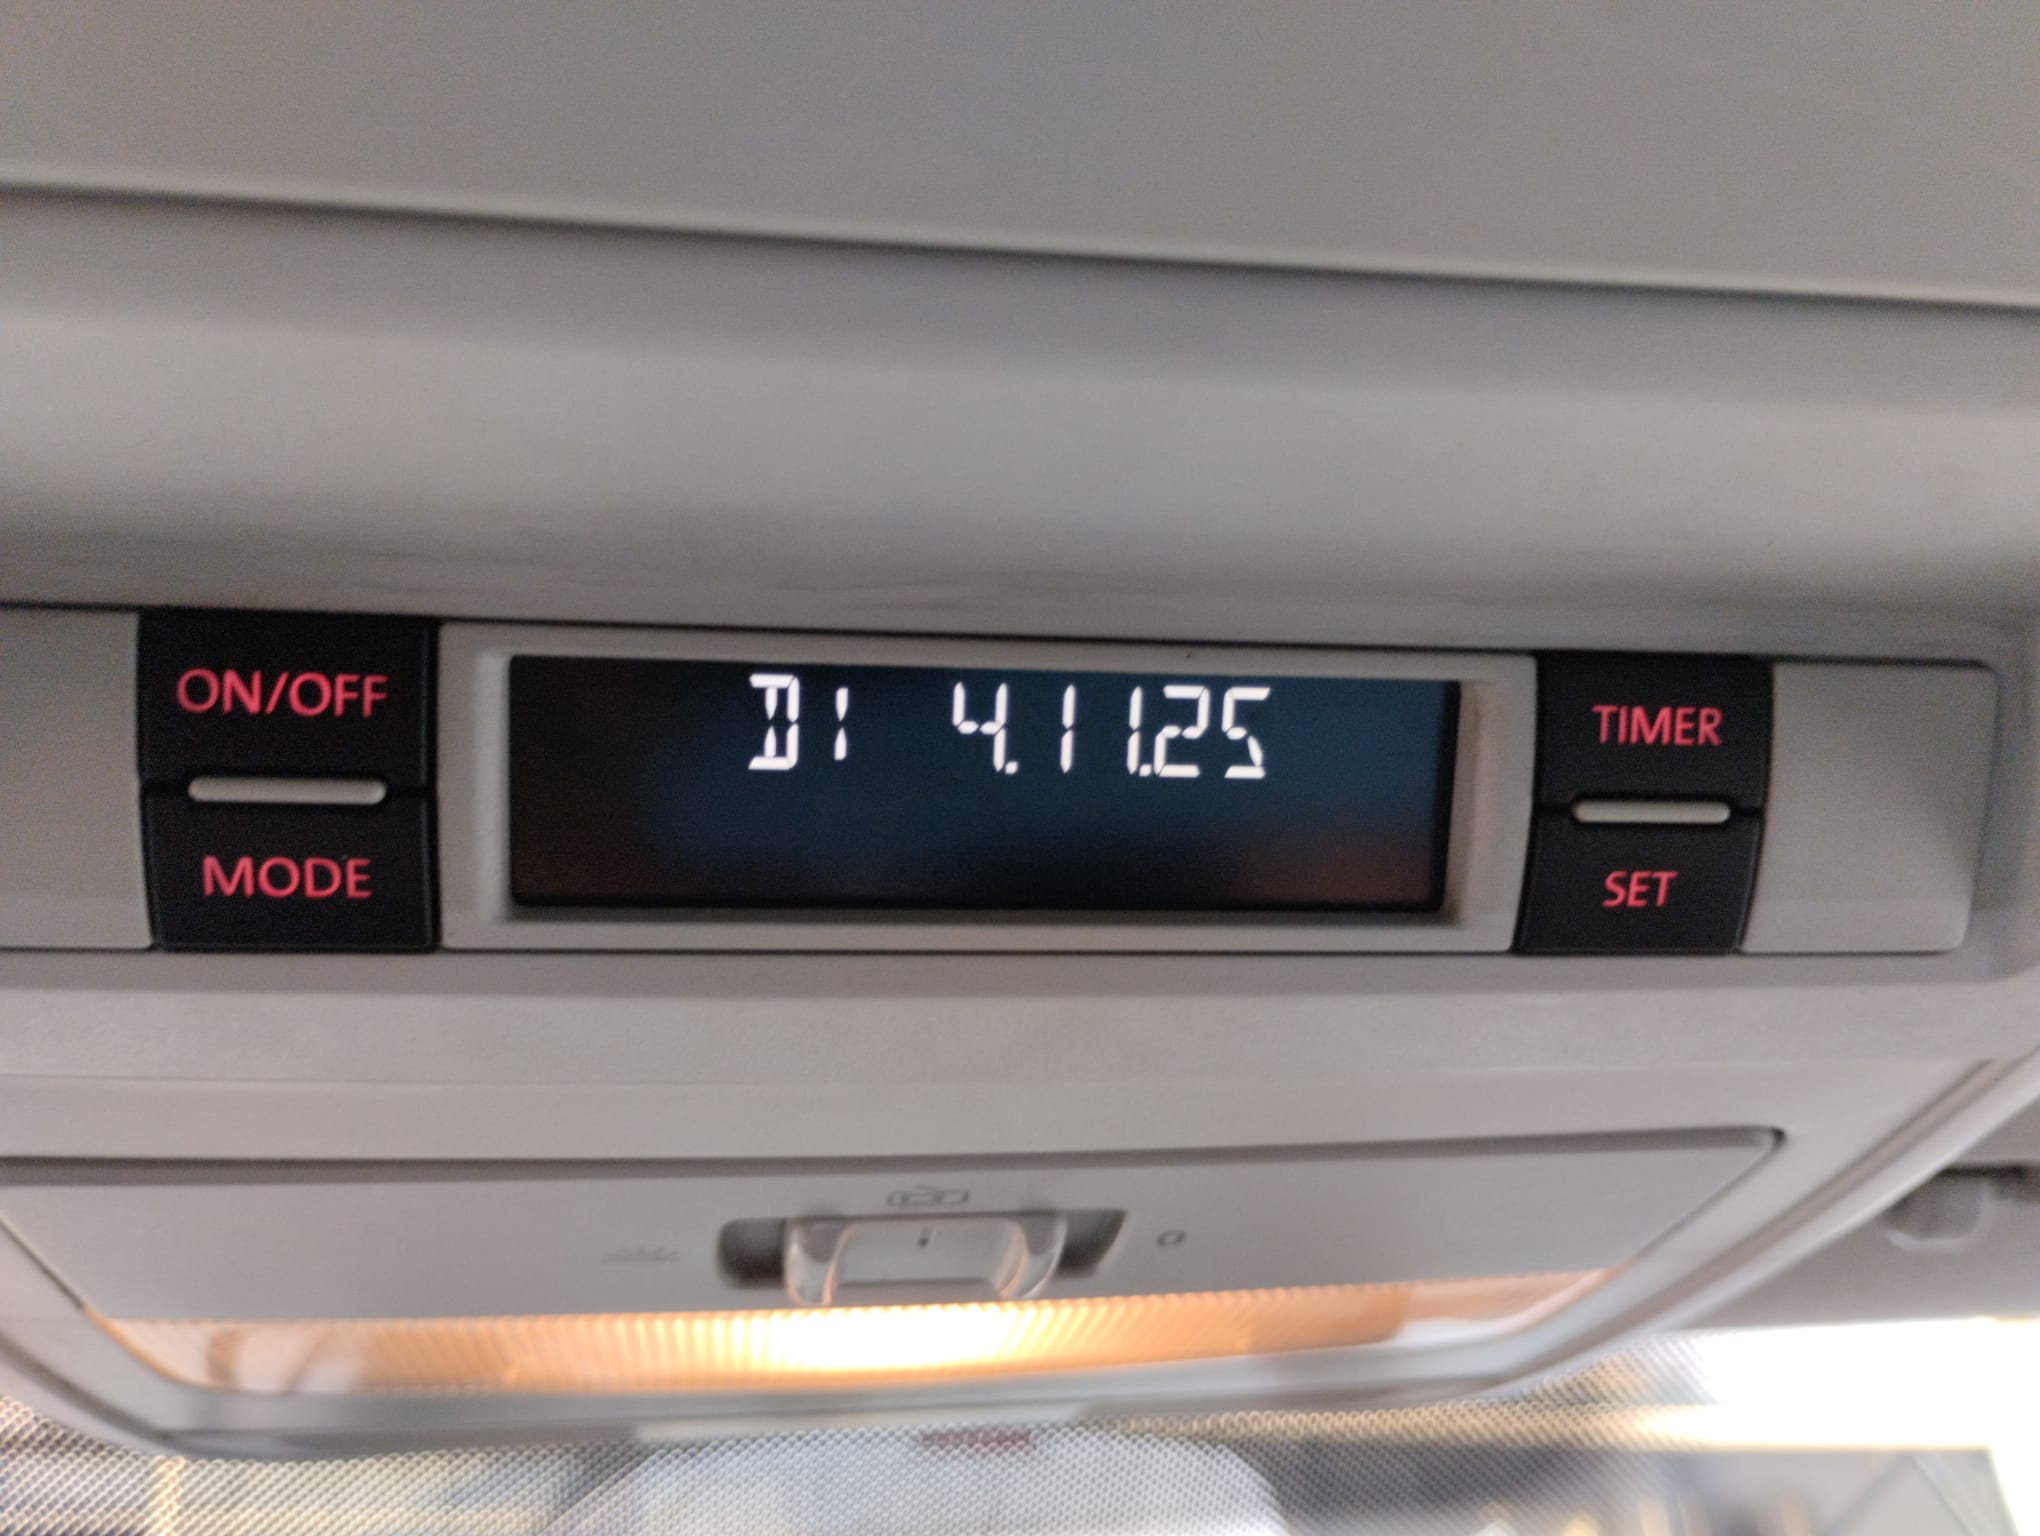 ON/OFF
DI 4.11.25
TIMER
MODE
SET